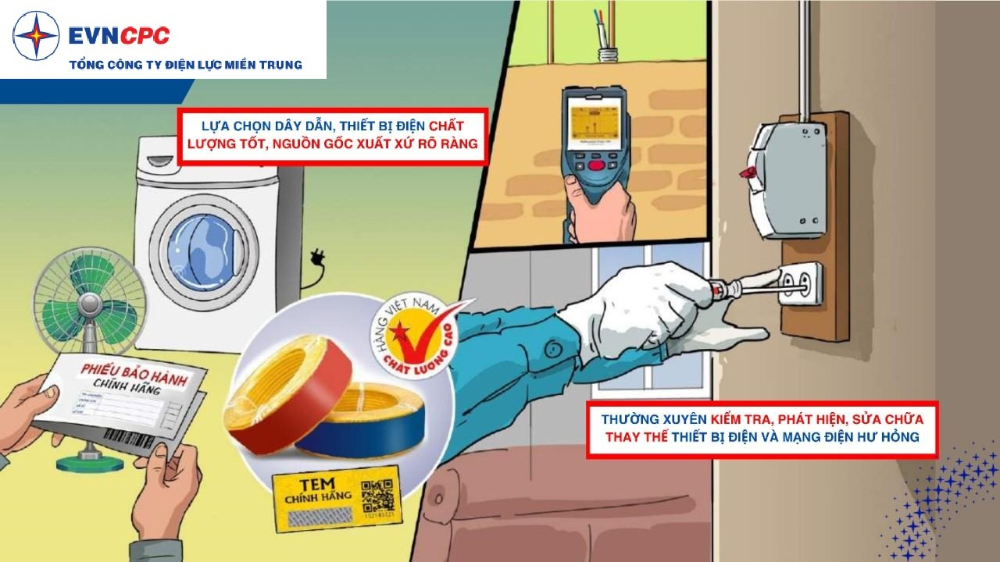 EVNCPC
TỔNG CÔNG TY ĐIỆN LỰC MIỀN TRUNG
LỰA CHỌN DÂY DẪN, THIẾT BỊ ĐIỆN CHẤT
LƯỢNG TỐT, NGUỒN GỐC XUẤT XỨ RÕ RÀNG
HÀNG VIỆT NAM
CHẤT LƯỢNG CAO
PHIẾU BẢO HÀNH
CHÍNH HÃNG
TEM
CHÍNH HÃNG
THƯỜNG XUYÊN KIỂM TRA, PHÁT HIỆN, SỬA CHỮA
THAY THẾ THIẾT BỊ ĐIỆN VÀ MẠNG ĐIỆN HƯ HỎNG